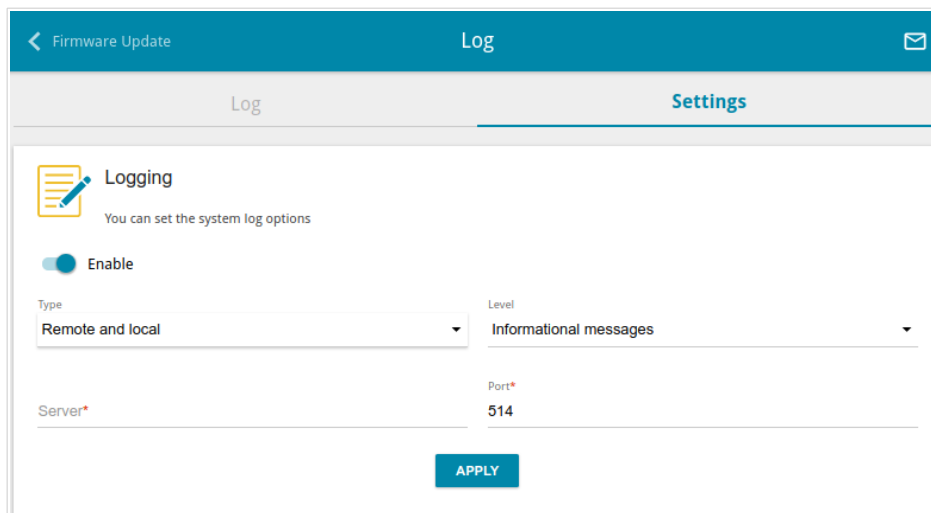 Firmware Update
Log
Log
Settings
Logging
You can set the system log options
Enable
Type
Remote and local
Level
Informational messages
Server*
Port*
514
APPLY